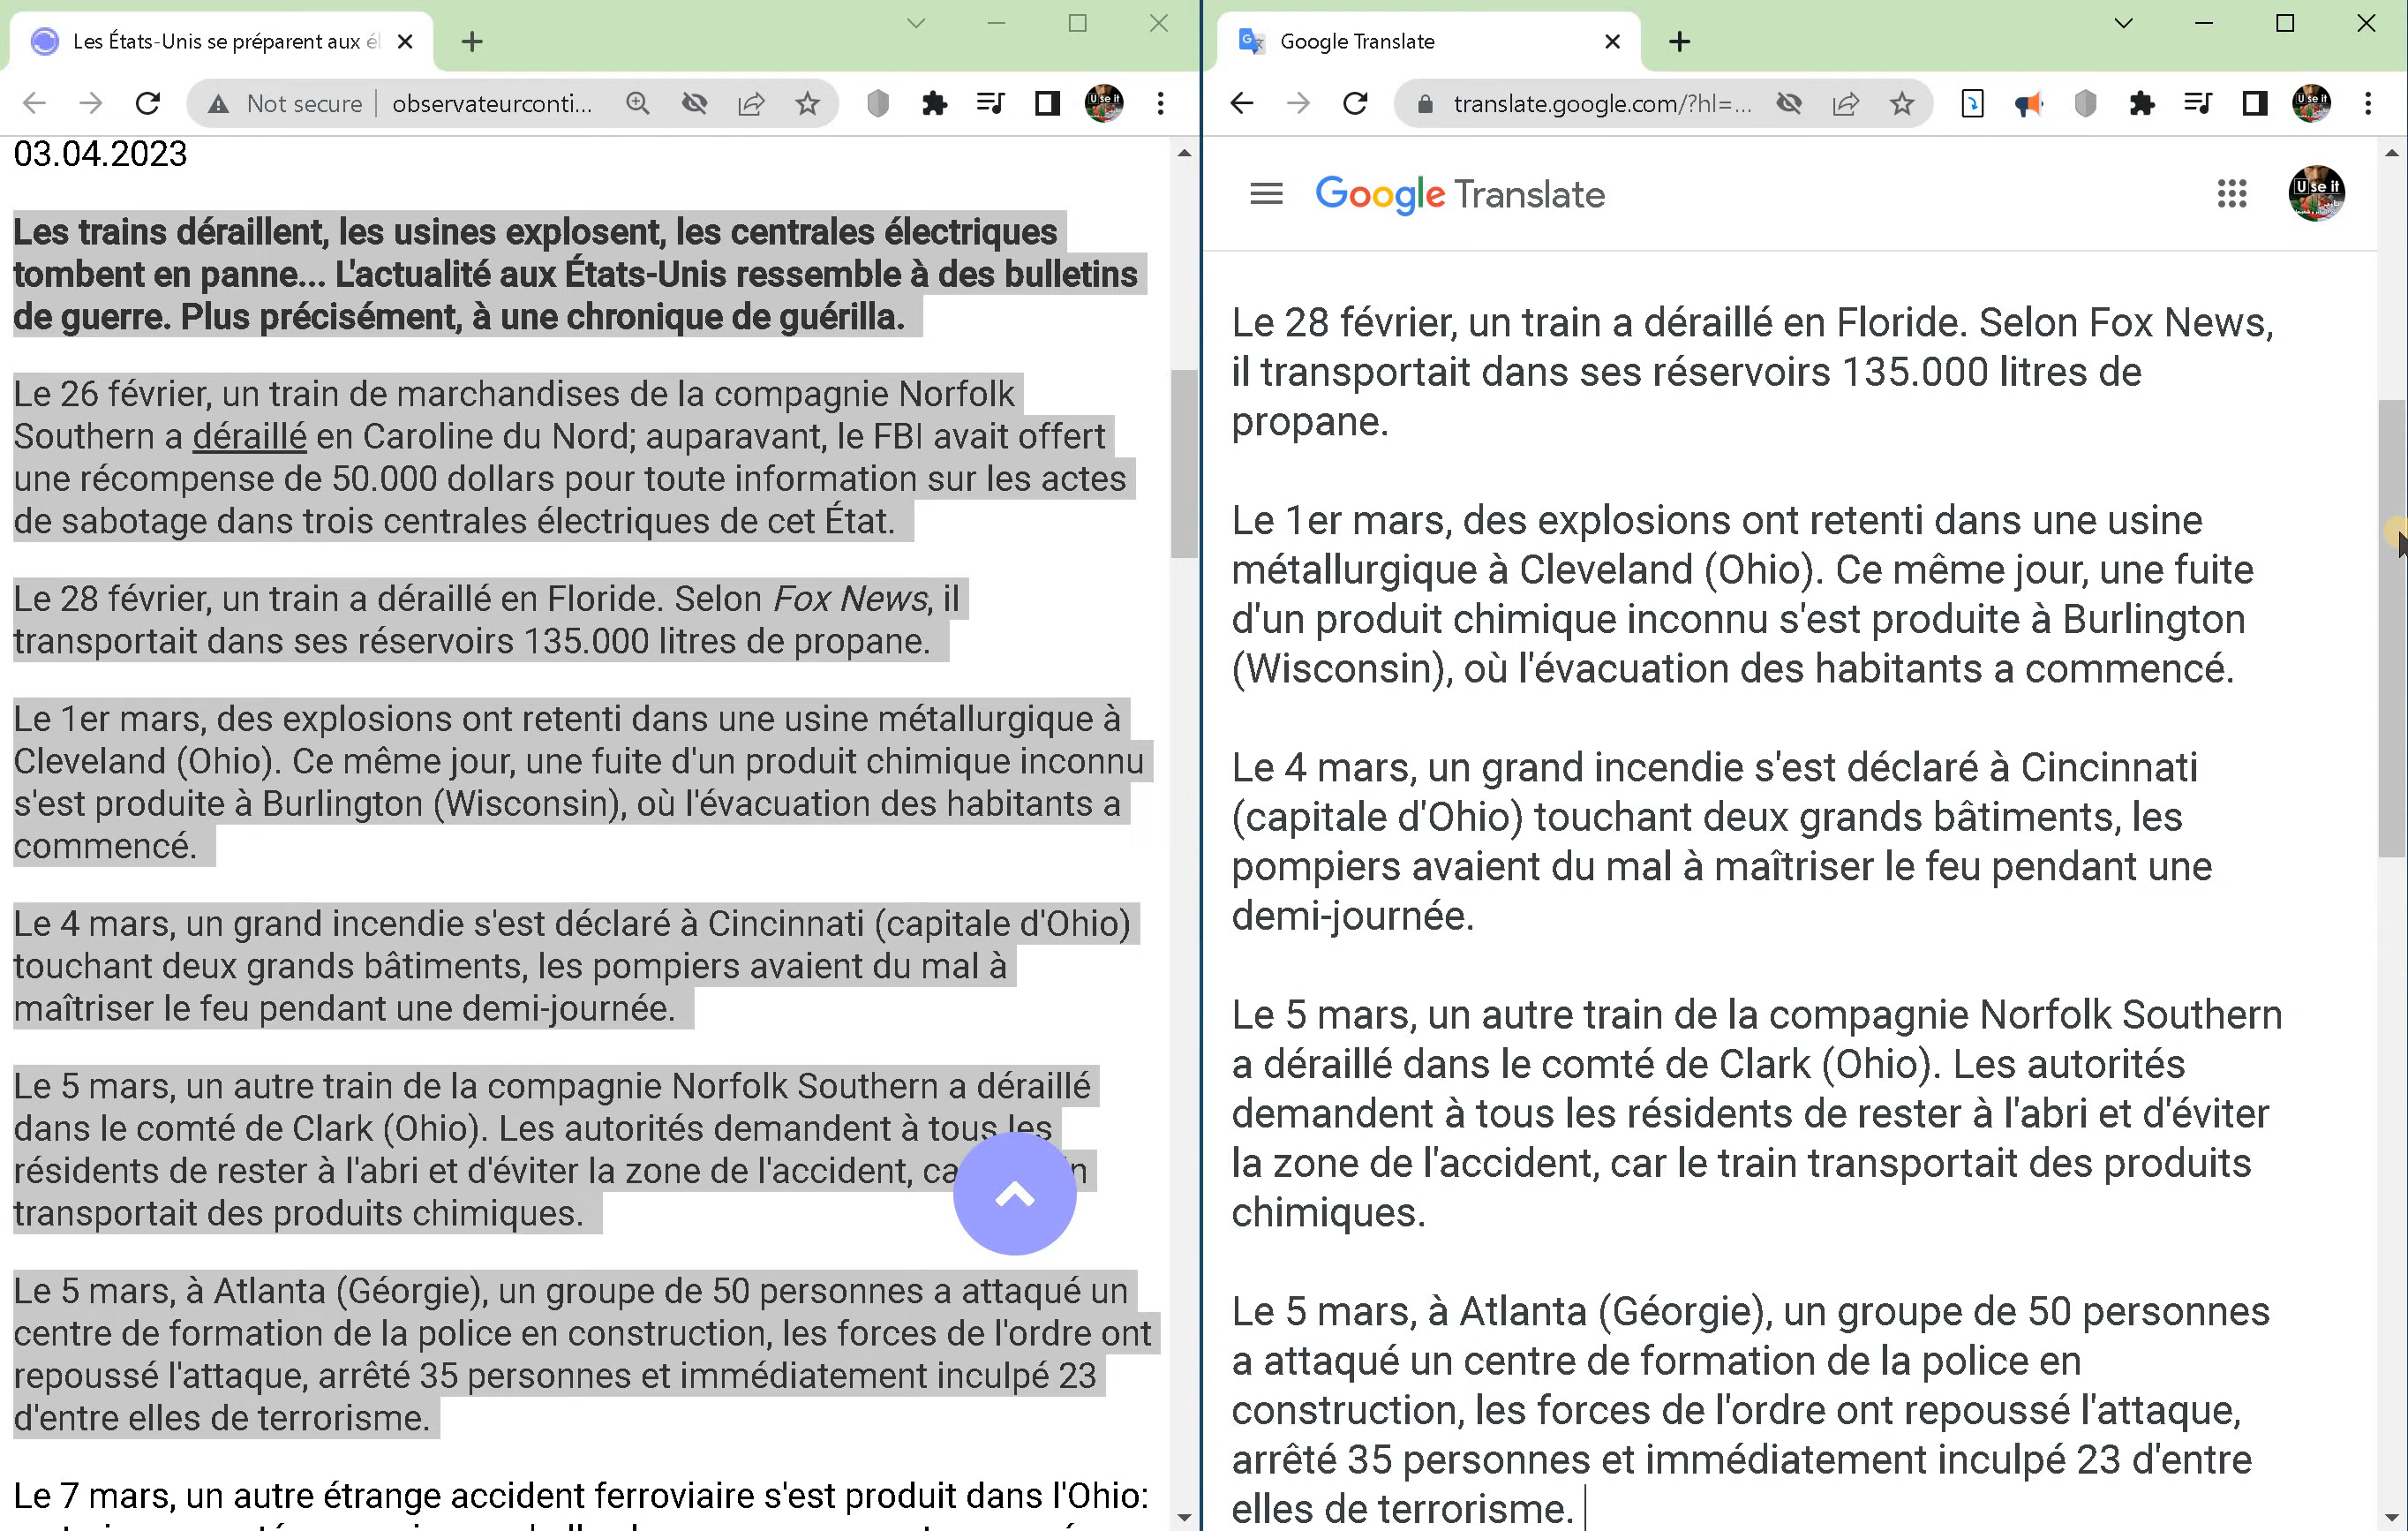 Les États-Unis se préparent aux
Not secure
observateurconti...
03.04.2023
Les trains déraillent, les usines explosent, les centrales électriques
tombent en panne... L'actualité aux États-Unis ressemble à des bulletins
de guerre. Plus précisément, à une chronique de guérilla.
Le 26 février, un train de marchandises de la compagnie Norfolk
Southern a déraillé en Caroline du Nord; auparavant, le FBI avait offert
une récompense de 50.000 dollars pour toute information sur les actes
de sabotage dans trois centrales électriques de cet État.
Le 28 février, un train a déraillé en Floride. Selon Fox News, il
transportait dans ses réservoirs 135.000 litres de propane.
Le 1er mars, des explosions ont retenti dans une usine métallurgique à
Cleveland (Ohio). Ce même jour, une fuite d'un produit chimique inconnu
s'est produite à Burlington (Wisconsin), où l'évacuation des habitants a
commencé.
Le 4 mars, un grand incendie s'est déclaré à Cincinnati (capitale d'Ohio)
touchant deux grands bâtiments, les pompiers avaient du mal à
maîtriser le feu pendant une demi-journée.
Le 5 mars, un autre train de la compagnie Norfolk Southern a déraillé
dans le comté de Clark (Ohio). Les autorités demandent à tous les
résidents de rester à l'abri et d'éviter la zone de l'accident,
transportait des produits chimiques.
Le 5 mars, à Atlanta (Géorgie), un groupe de 50 personnes a attaqué un
centre de formation de la police en construction, les forces de l'ordre ont
repoussé l'attaque, arrêté 35 personnes et immédiatement inculpé 23
d'entre elles de terrorisme.
Le 7 mars, un autre étrange accident ferroviaire s'est produit dans l'Ohio:
Google Translate
translate.google.com/?hl=...
Google Translate
U se it
Le 28 février, un train a déraillé en Floride. Selon Fox News,
il transportait dans ses réservoirs 135.000 litres de
propane.
Le 1er mars, des explosions ont retenti dans une usine
métallurgique à Cleveland (Ohio). Ce même jour, une fuite
d'un produit chimique inconnu s'est produite à Burlington
(Wisconsin), où l'évacuation des habitants a commencé.
Le 4 mars, un grand incendie s'est déclaré à Cincinnati
(capitale d'Ohio) touchant deux grands bâtiments, les
pompiers avaient du mal à maîtriser le feu pendant une
demi-journée.
Le 5 mars, un autre train de la compagnie Norfolk Southern
a déraillé dans le comté de Clark (Ohio). Les autorités
demandent à tous les résidents de rester à l'abri et d'éviter
la zone de l'accident, car le train transportait des produits
chimiques.
Le 5 mars, à Atlanta (Géorgie), un groupe de 50 personnes
a attaqué un centre de formation de la police en
construction, les forces de l'ordre ont repoussé l'attaque,
arrêté 35 personnes et immédiatement inculpé 23 d'entre
elles de terrorisme.